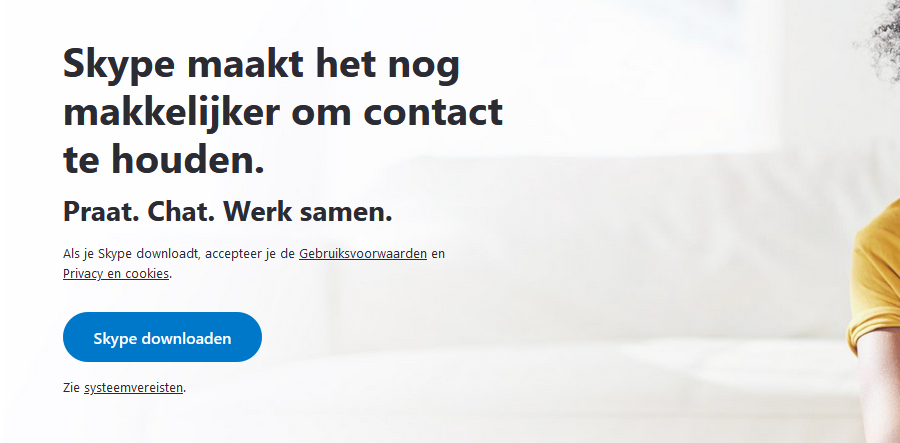 Skype maakt het nog
makkelijker om contact
te houden.
Praat. Chat. Werk samen.
Als je Skype downloadt, accepteer je de Gebruiksvoorwaarden en
Privacy en cookies.
Skype downloaden
Zie systeemvereisten.